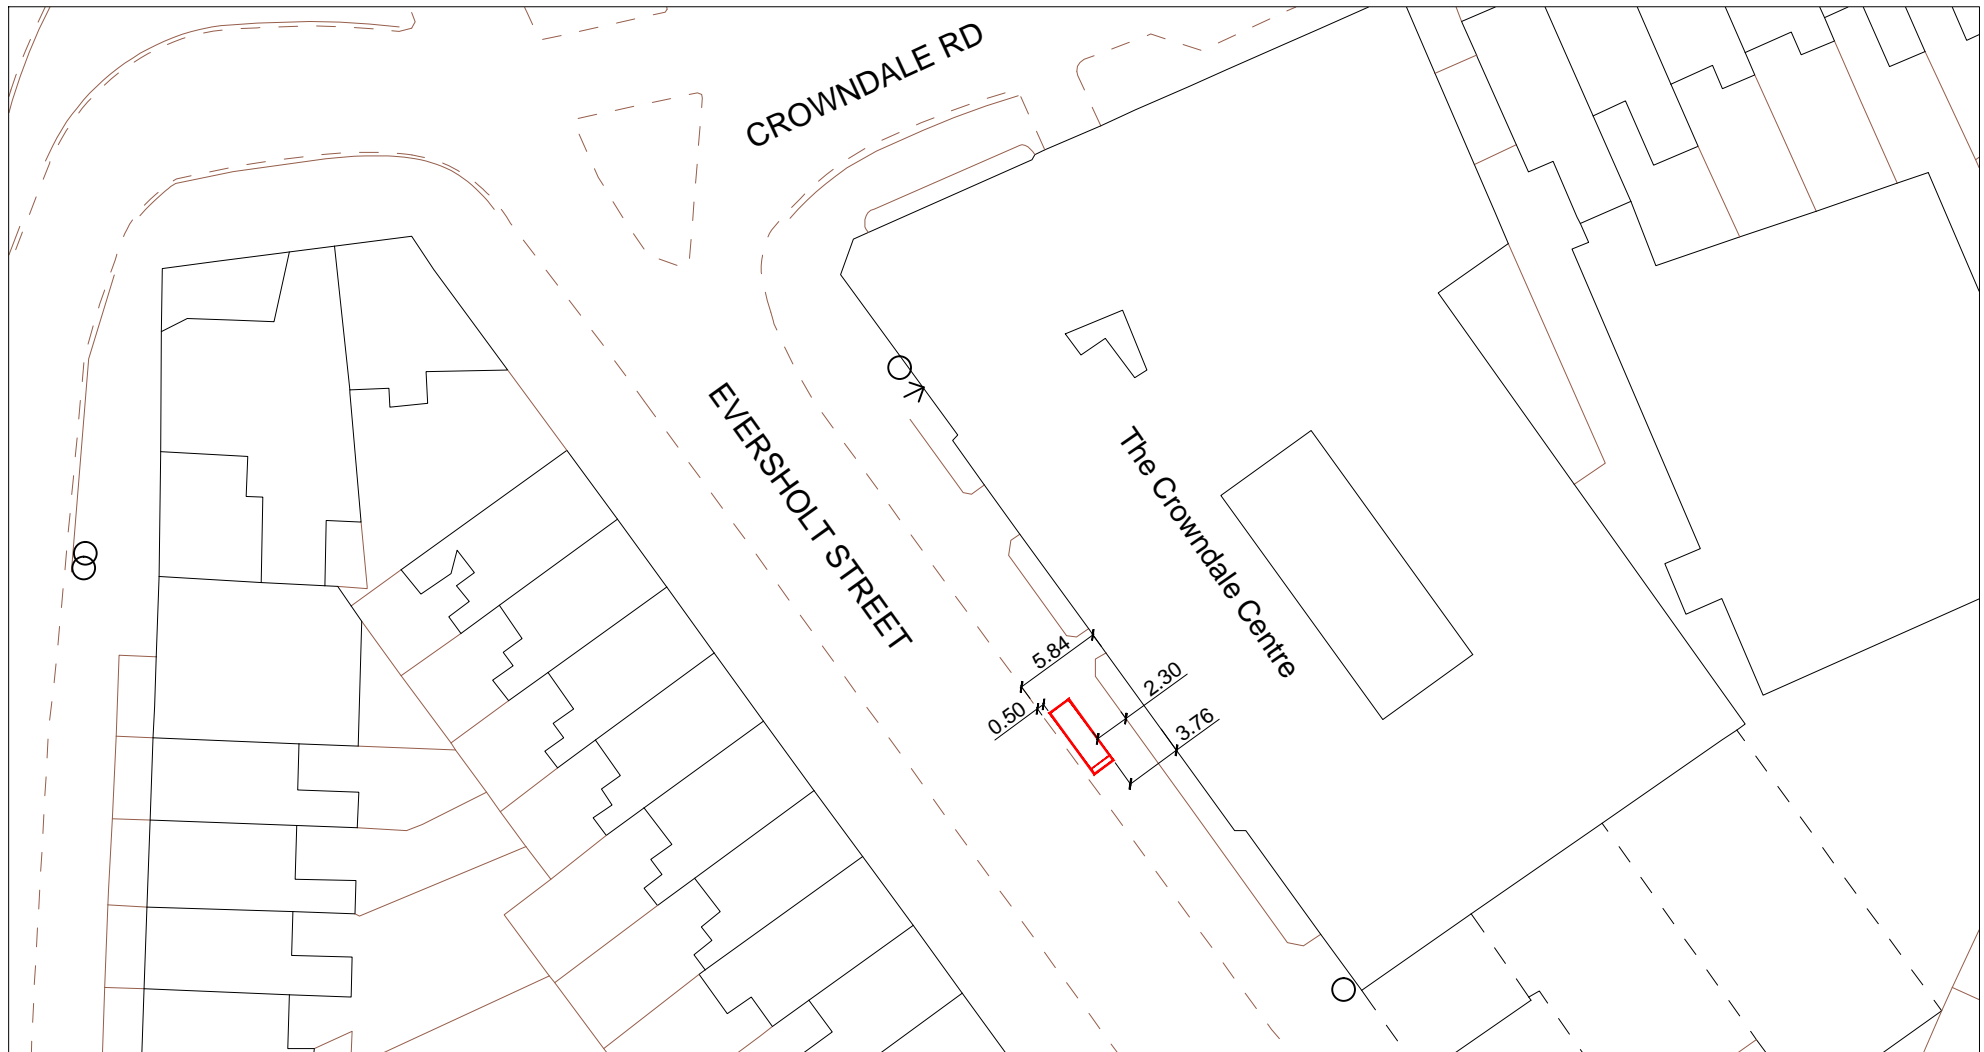 CROWNDALE RD
EVERSHOLT STREET
The Crowndale Centre
5.84
2.30
0.50
3.76